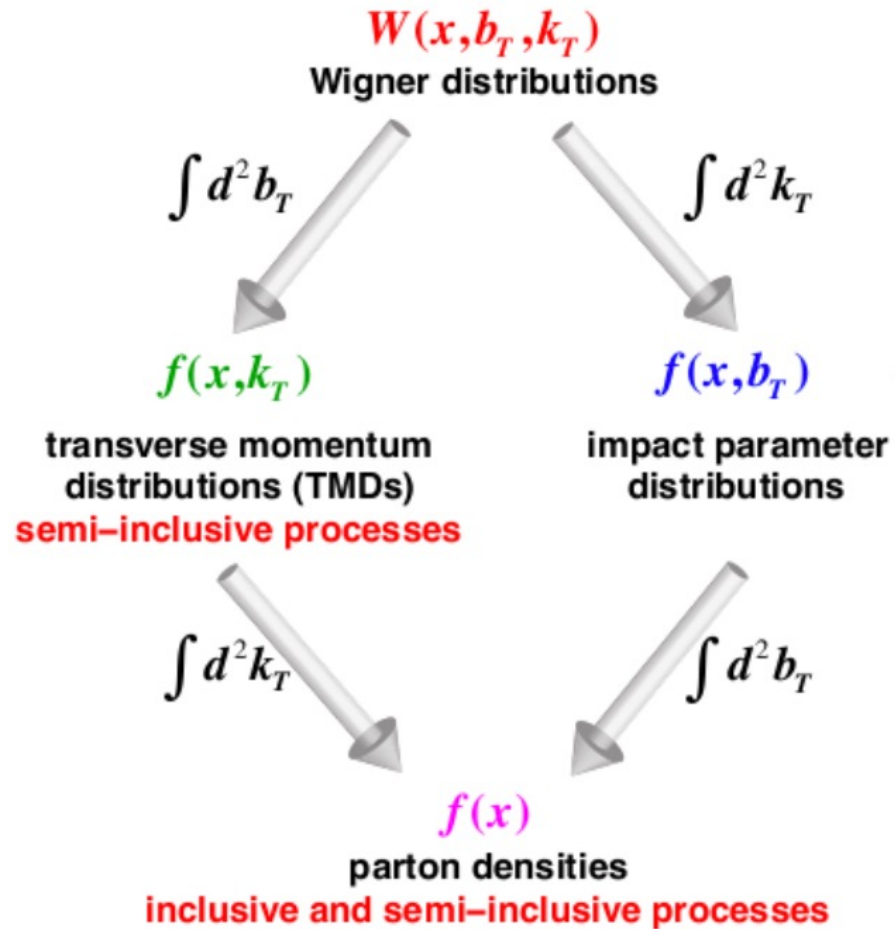 W(x,b_T,k_T)
Wigner distributions
∫ d²b_T
∫ d²k_T
f(x,k_T)
f(x,b_T)
transverse momentum
distributions (TMDs)
semi–inclusive processes
impact parameter
distributions
∫ d²k_T
∫ d²b_T
f(x)
parton densities
inclusive and semi–inclusive processes